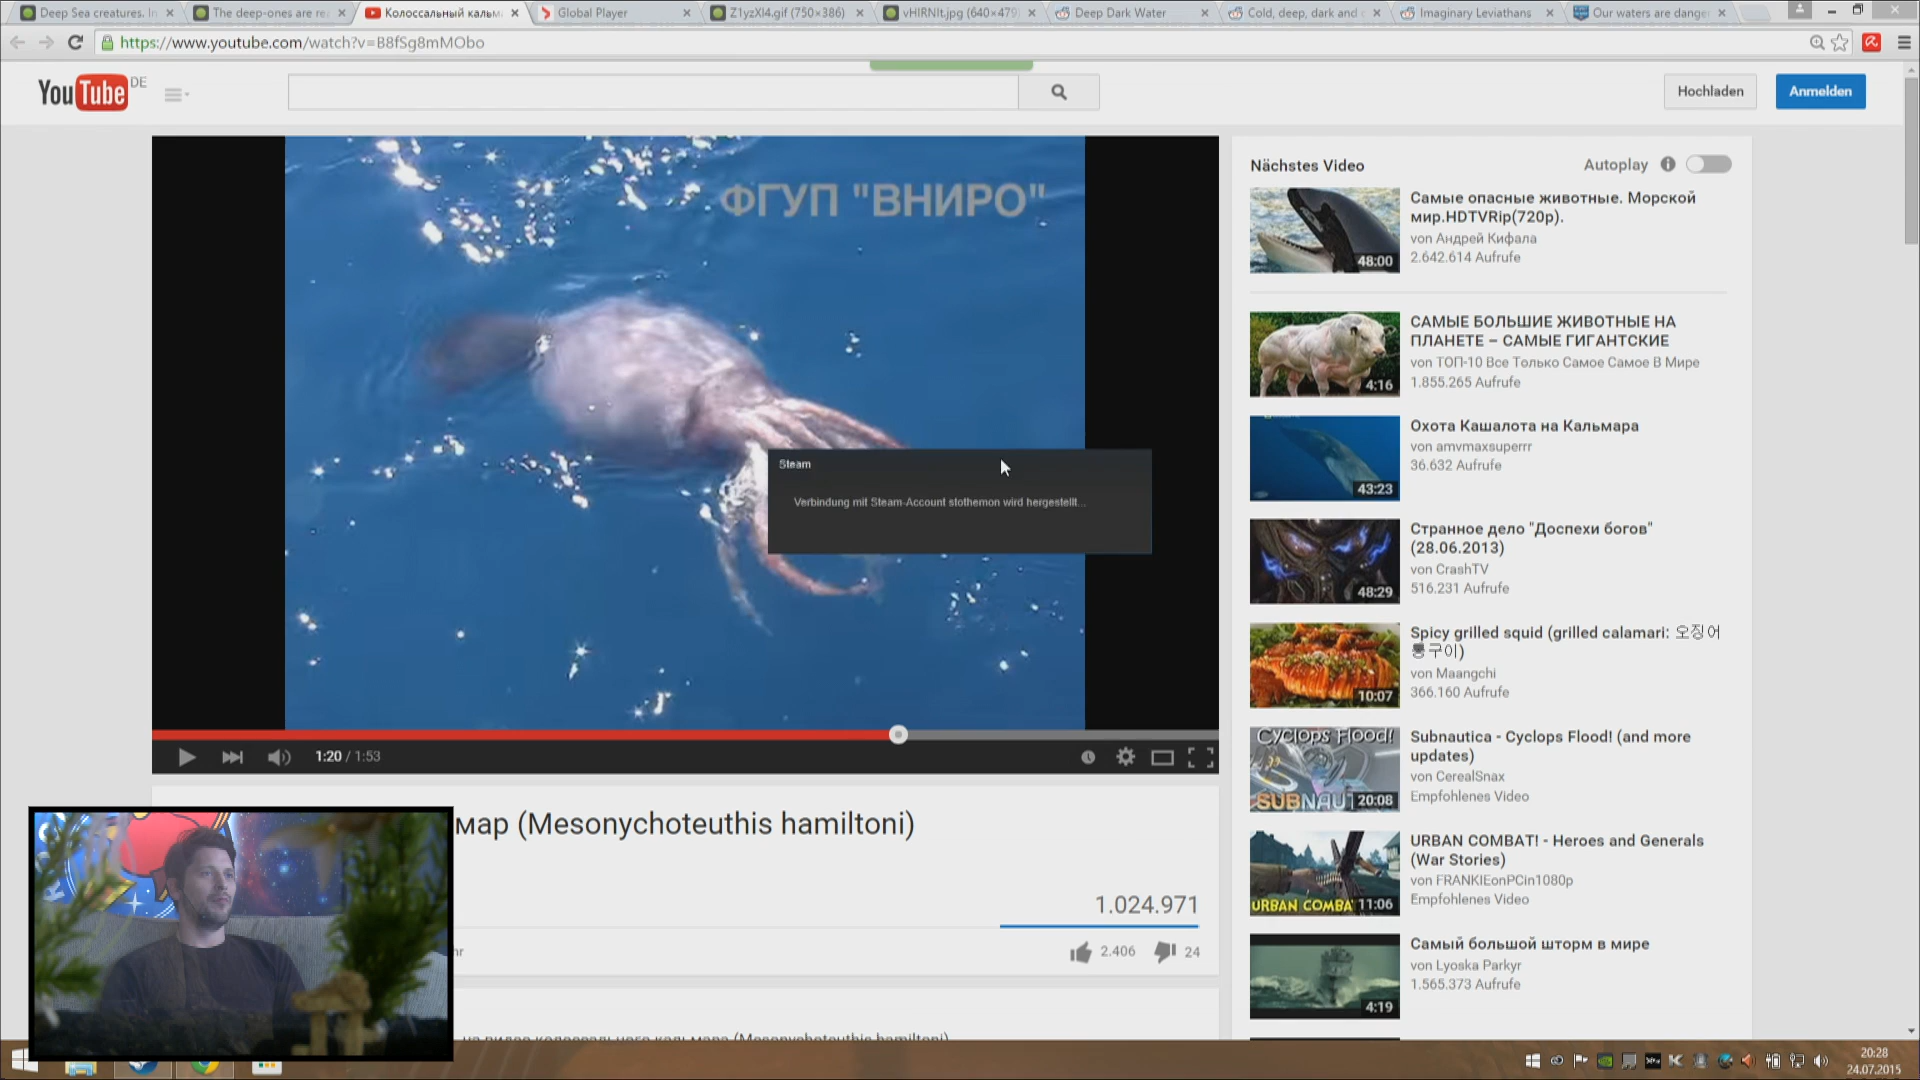 Deep Sea creatures. In
The deep-ones are rea
Колоссальный кальм
Global Player
Z1yzXl4.gif (750×386)
vHIRNIt.jpg (640×479)
Deep Dark Water
Cold, deep, dark and
Imaginary Leviathans
Our waters are dange
https://www.youtube.com/watch?v=B8fSg8mMObo
YouTube DE
Hochladen
Anmelden
ФГУП "ВНИРО"
Steam
Verbindung mit Steam-Account stothemon wird hergestellt...
1:20 / 1:53
мар (Mesonychoteuthis hamiltoni)
1.024.971
2.406
24
Nächstes Video
Autoplay
Самые опасные животные. Морской
мир.HDTVRip(720p).
von Андрей Кифала
2.642.614 Aufrufe
48:00
САМЫЕ БОЛЬШИЕ ЖИВОТНЫЕ НА
ПЛАНЕТЕ – САМЫЕ ГИГАНТСКИЕ
von ТОП-10 Все Только Самое Самое В Мире
1.855.265 Aufrufe
4:16
Охота Кашалота на Кальмара
von amvmaxsuperrr
36.632 Aufrufe
43:23
Странное дело "Доспехи богов"
(28.06.2013)
von CrashTV
516.231 Aufrufe
48:29
Spicy grilled squid (grilled calamari: 오징어
통구이)
von Maangchi
366.160 Aufrufe
10:07
Cyclops Flood!
SUBNAUT
20:08
Subnautica - Cyclops Flood! (and more
updates)
von CerealSnax
Empfohlenes Video
URBAN COMBA
11:06
URBAN COMBAT! - Heroes and Generals
(War Stories)
von FRANKIEonPCin1080p
Empfohlenes Video
Самый большой шторм в мире
von Lyoska Parkyr
1.565.373 Aufrufe
4:19
20:28
24.07.2015